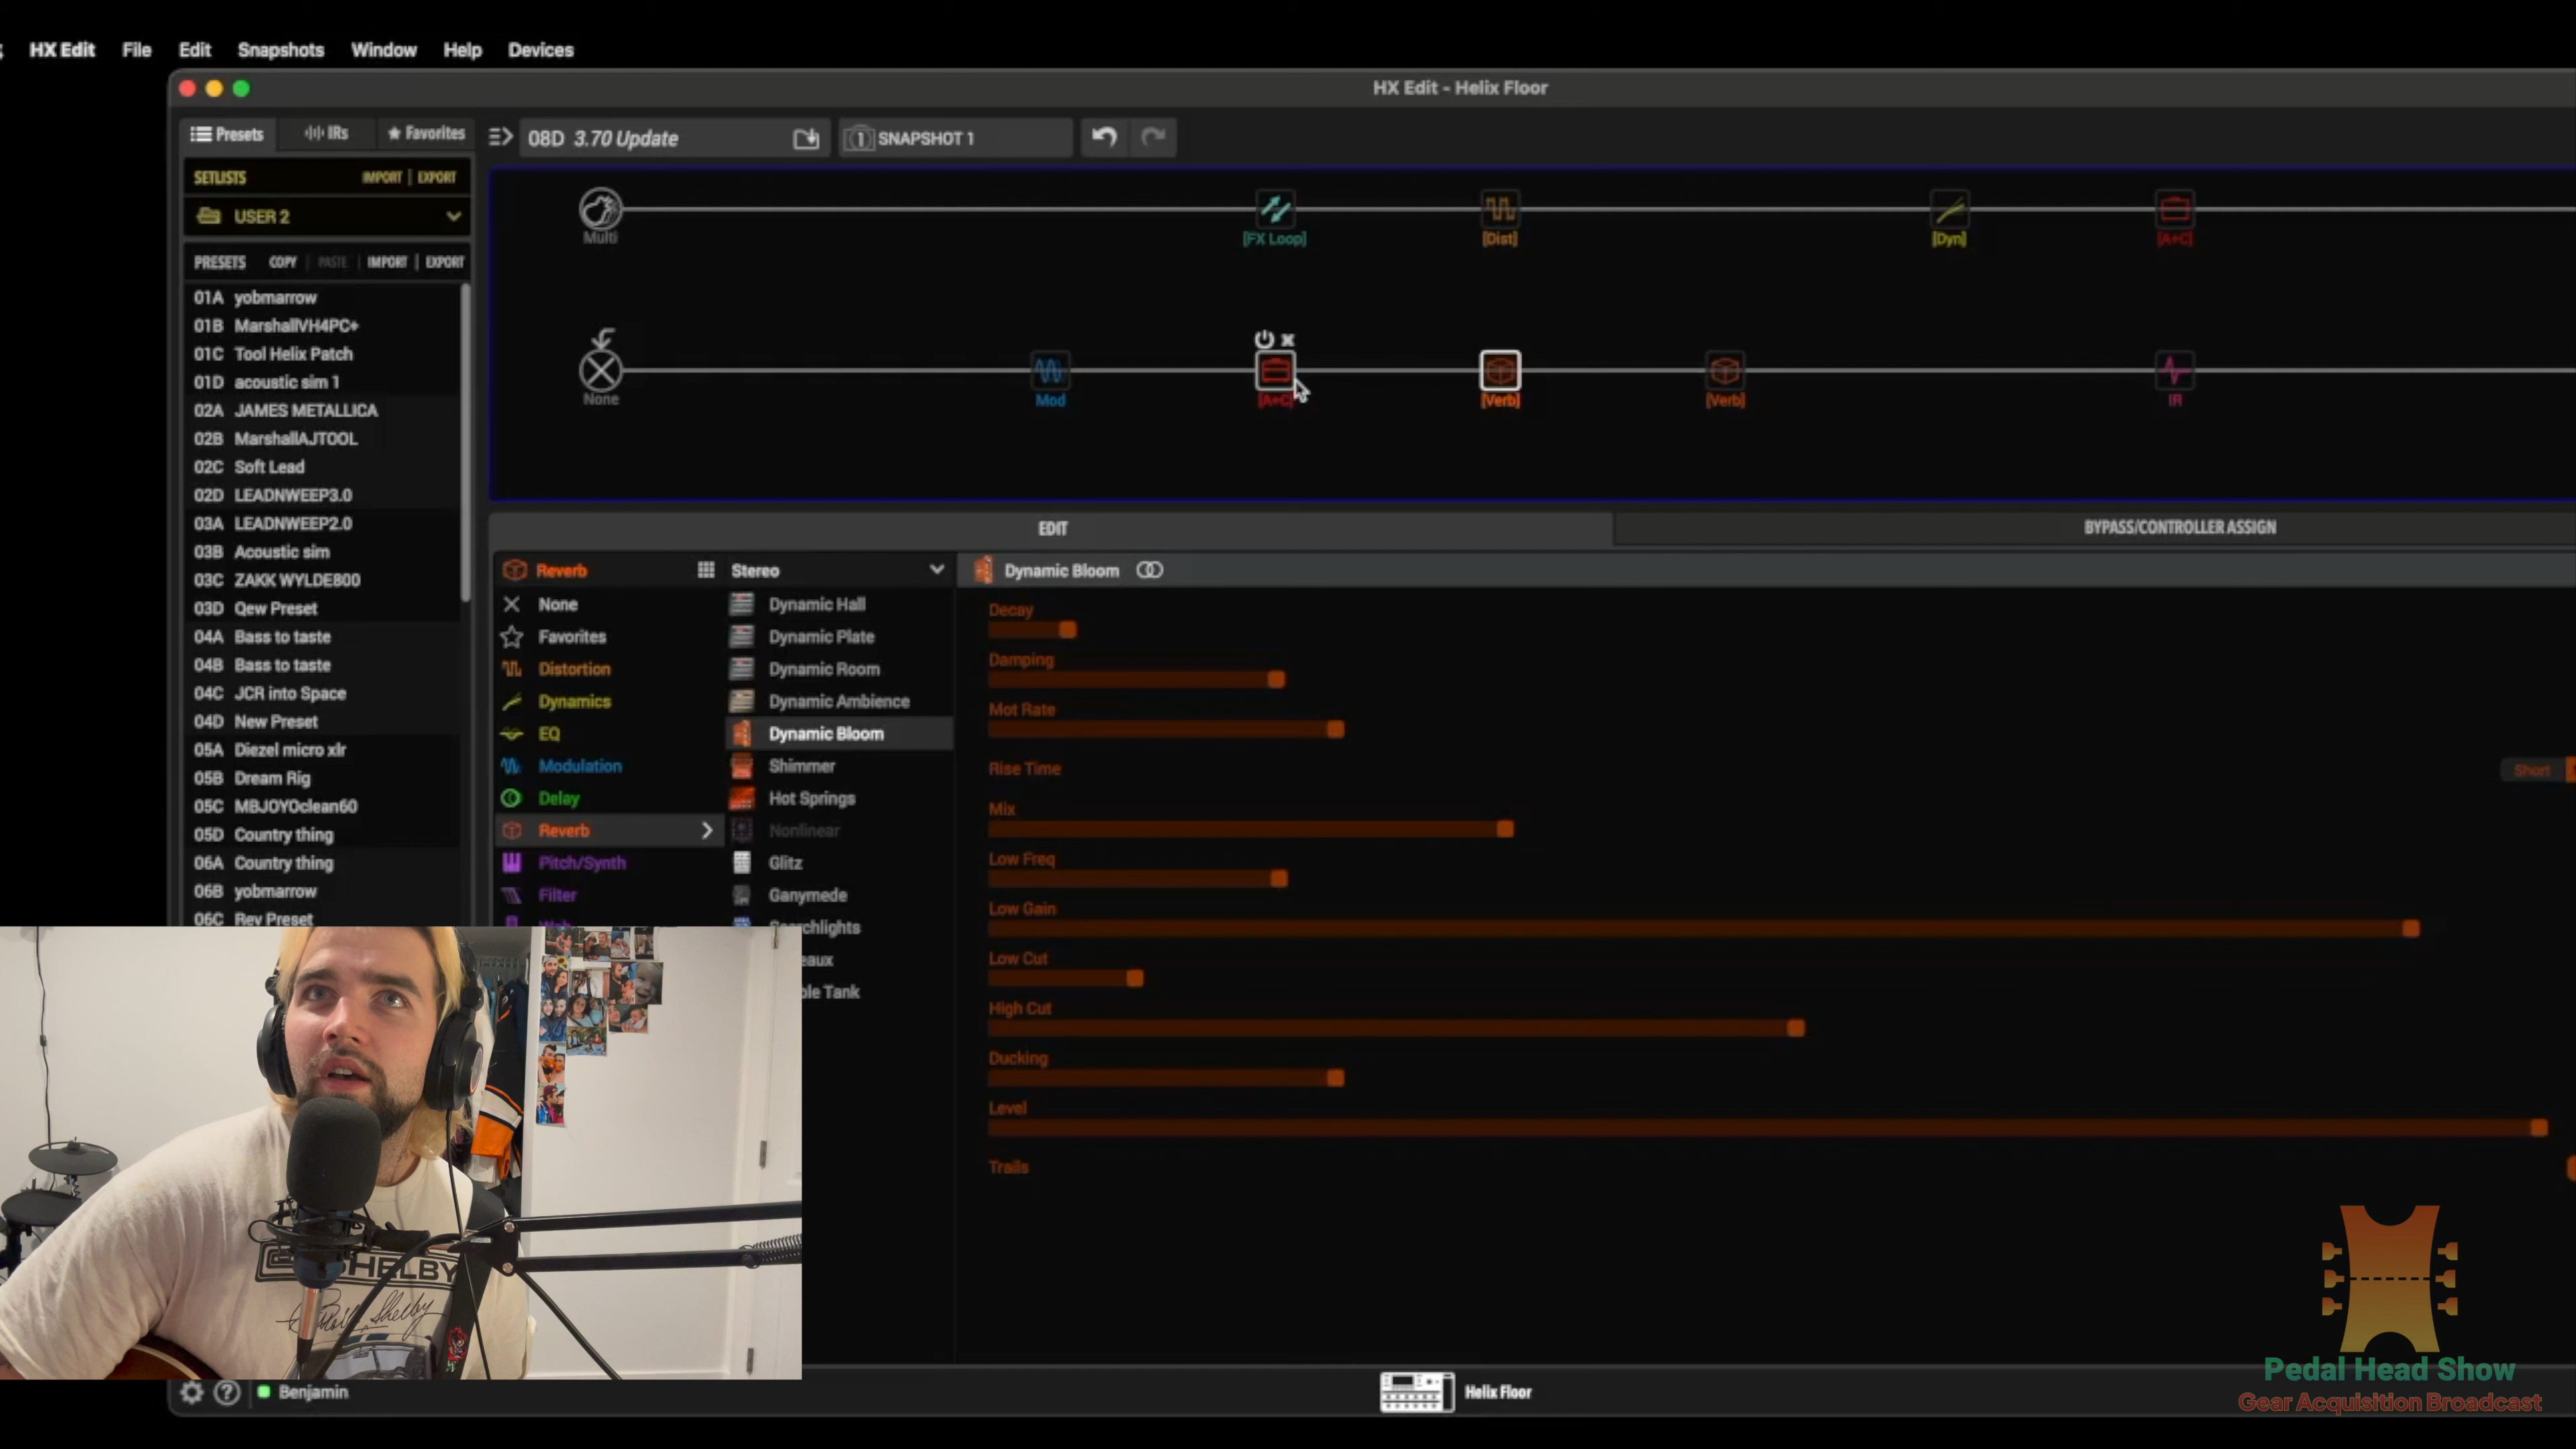 HX Edit File Edit Snapshots Window Help Devices
HX Edit - Helix Floor
Presets IRs Favorites
08D 3.70 Update
1 SNAPSHOT 1
SETLISTS IMPORT | EXPORT
USER 2
PRESETS COPY | PASTE | IMPORT | EXPORT
01A yobmarrow
01B MarshallVH4PC+
01C Tool Helix Patch
01D acoustic sim 1
02A JAMES METALLICA
02B MarshallAJTOOL
02C Soft Lead
02D LEADNWEEP3.0
03A LEADNWEEP2.0
03B Acoustic sim
03C ZAKK WYLDE800
03D Qew Preset
04A Bass to taste
04B Bass to taste
04C JCR into Space
04D New Preset
05A Diezel micro xlr
05B Dream Rig
05C MBJOYOclean60
05D Country thing
06A Country thing
06B yobmarrow
06C Rev Preset
Multi
[FX Loop]
[Dist]
[Dyn]
[A+C]
None
Mod
[A+C]
[Verb]
[Verb]
IR
EDIT
BYPASS/CONTROLLER ASSIGN
Reverb
None
Favorites
Distortion
Dynamics
EQ
Modulation
Delay
Reverb
Pitch/Synth
Filter
Stereo
Dynamic Hall
Dynamic Plate
Dynamic Room
Dynamic Ambience
Dynamic Bloom
Shimmer
Hot Springs
Nonlinear
Glitz
Ganymede
Searchlights
eaux
ble Tank
Dynamic Bloom
Decay
Damping
Mot Rate
Rise Time
Short
Mix
Low Freq
Low Gain
Low Cut
High Cut
Ducking
Level
Trails
SHELBY
Shelby
Benjamin
Helix Floor
Pedal Head Show
Gear Acquisition Broadcast